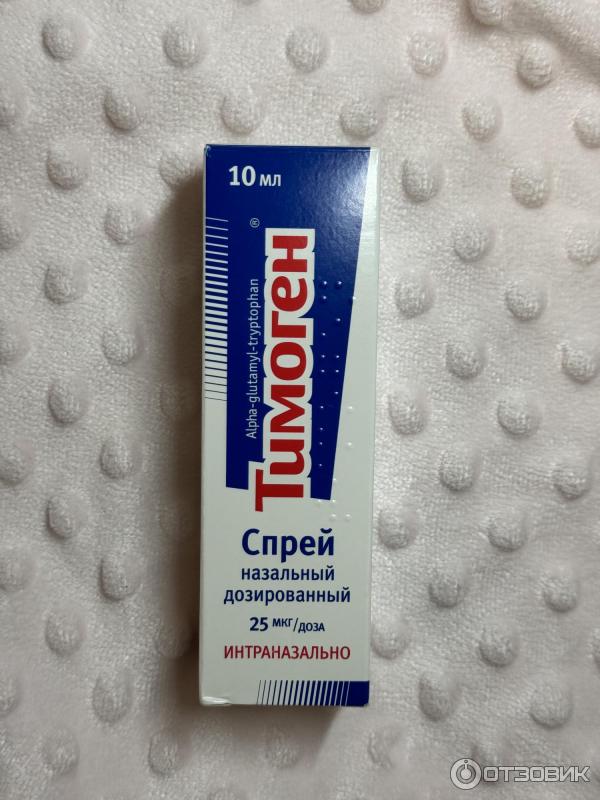 10 мл
Тимоген®
Alpha-glutamyl-tryptophan
Спрей
назальный
дозированный
25 мкг/доза
ИНТРАНАЗАЛЬНО
ОТЗОВИК